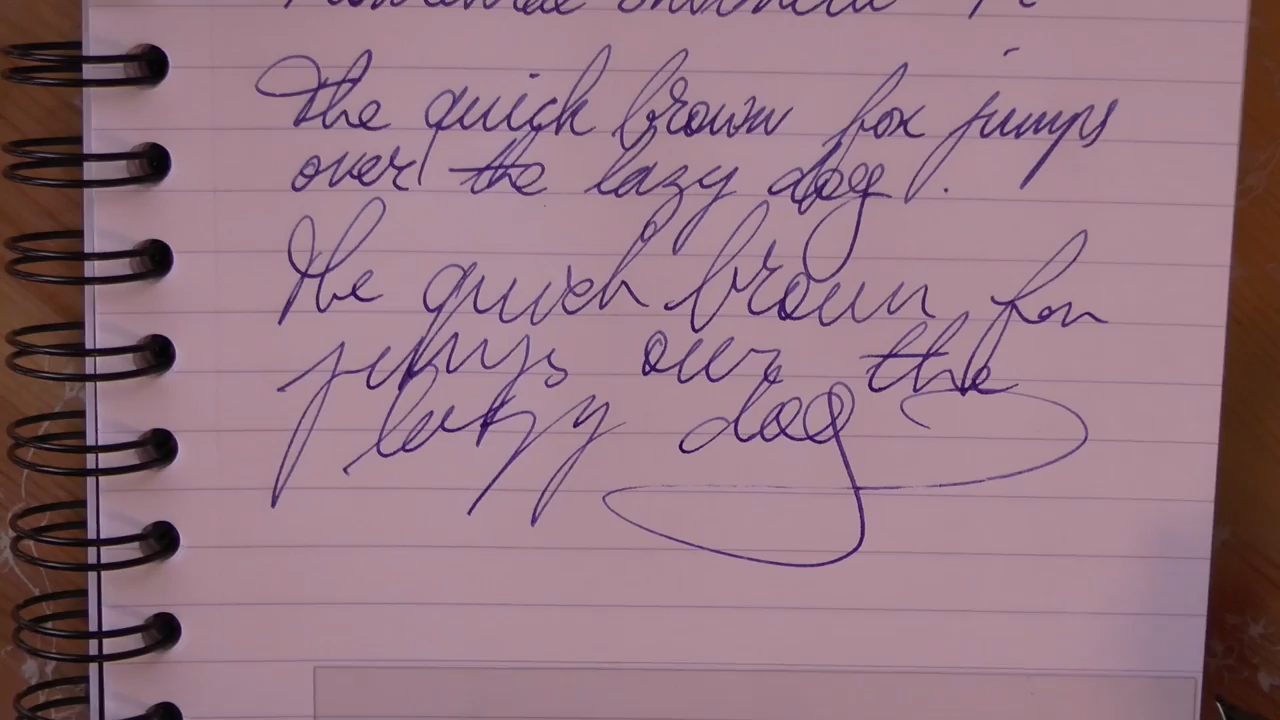 The quick brown fox jumps
over the lazy dog.
The quick brown fox
jumps over the
lazy dog